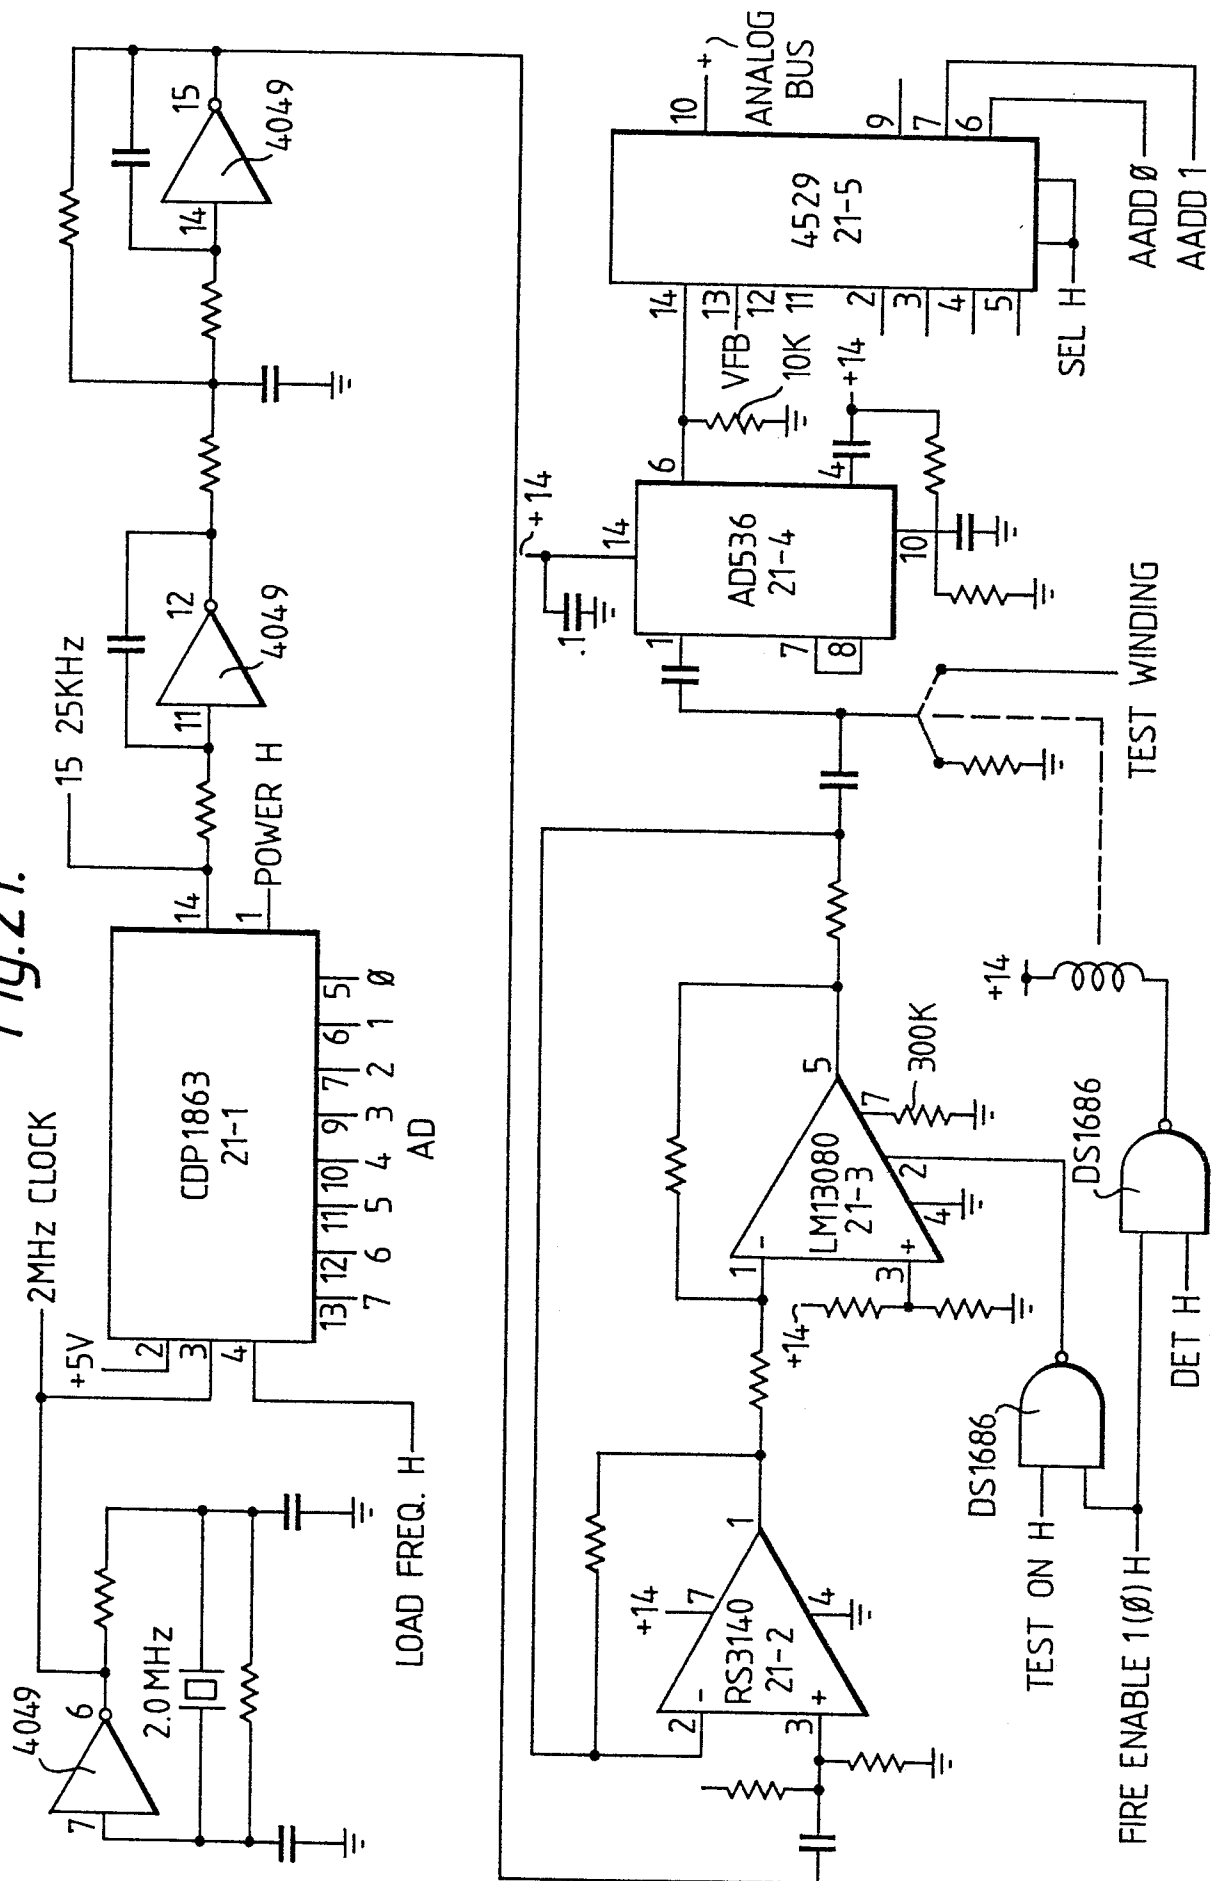 Fig.21.
4049
7
6
2.0MHz
2MHz CLOCK
+5V
2
3
4
LOAD FREQ. H
CDP1863
21-1
14
1
POWER H
15 25KHz
13
12
11
10
9
7
6
5
7
6
5
4
3
2
1
Ø
AD
11
12
4049
14
15
4049
RS3140
21-2
2
3
+14
7
4
1
-
+
LM13080
21-3
1
3
-
+
+14
5
7
300K
2
4
TEST ON H
DS1686
FIRE ENABLE 1(Ø)H
DET H
DS1686
+14
TEST WINDING
+14
.1
14
AD536
21-4
1
7
8
6
4
10
+14
10K
VFB
14
13
12
11
2
3
4
5
4529
21-5
10
+
ANALOG
BUS
9
7
6
SEL H
AADD Ø
AADD 1